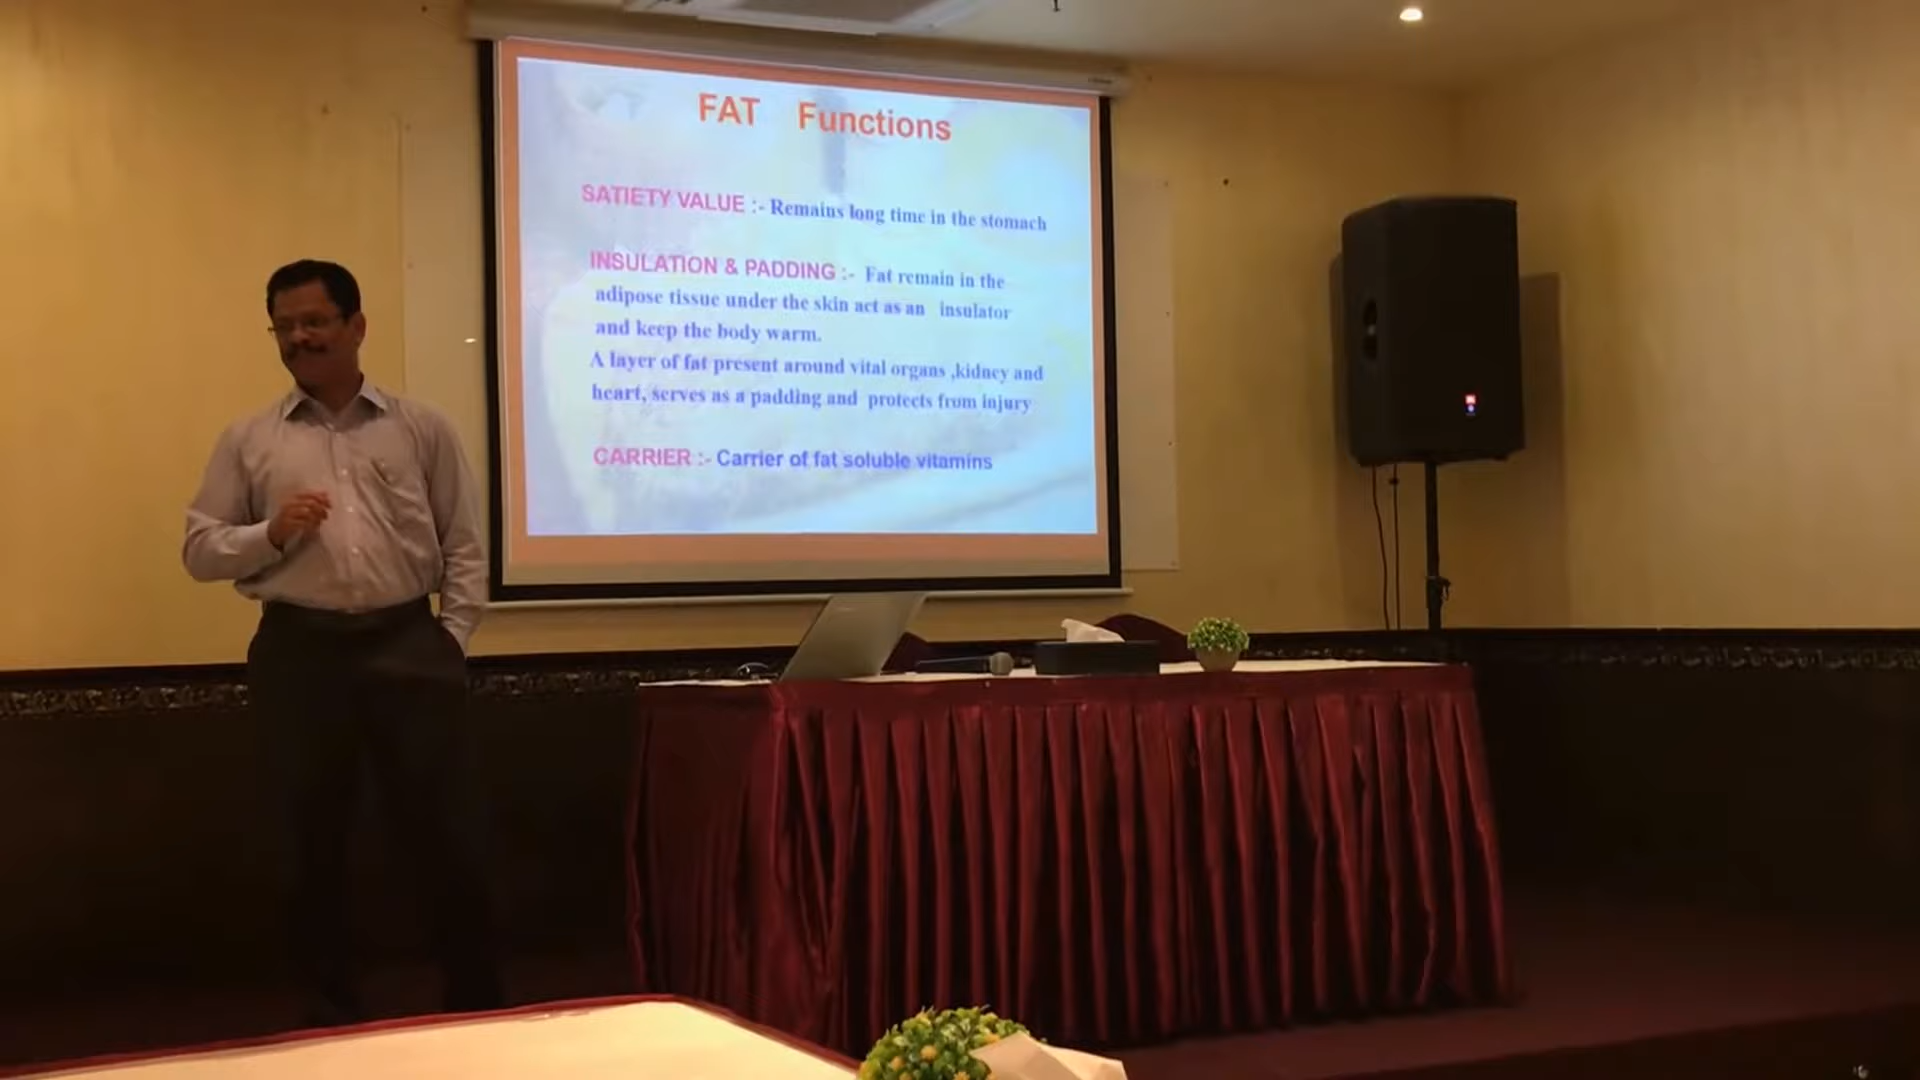 FAT Functions
SATIETY VALUE :- Remains long time in the stomach
INSULATION & PADDING :- Fat remain in the
adipose tissue under the skin act as an insulator
and keep the body warm.
A layer of fat present around vital organs ,kidney and
heart, serves as a padding and protects from injury
CARRIER :- Carrier of fat soluble vitamins